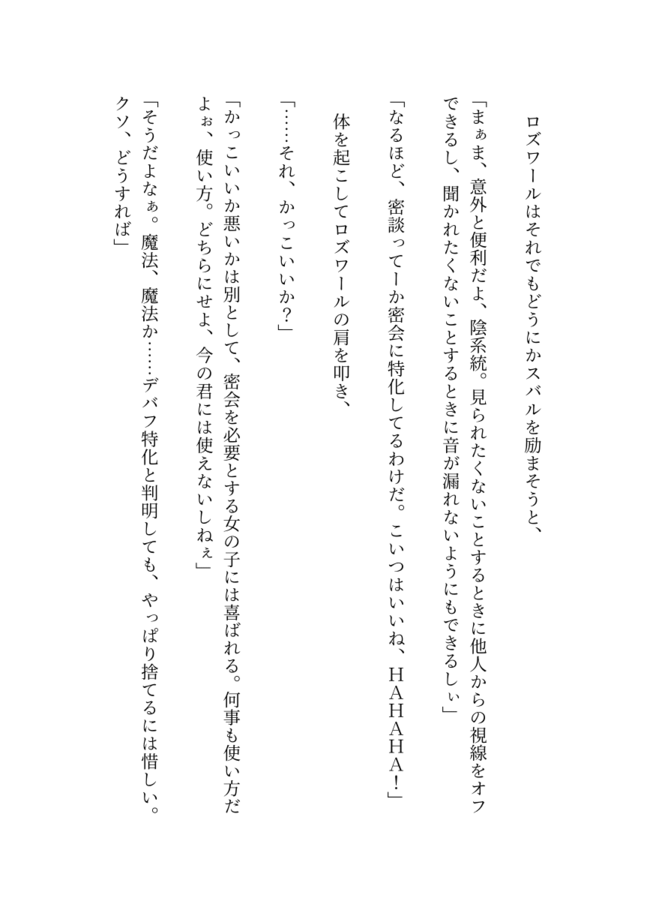 ロズワールはそれでもどうにかスバルを励まそうと、
「まぁま、意外と便利だよ、陰系統。見られたくないことするときに他人からの視線をオフ
できるし、聞かれたくないことするときに音が漏れないようにもできるしぃ」
「なるほど、密談ってーか密会に特化してるわけだ。こいつはいいね、ＨＡＨＡＨＡ！」
体を起こしてロズワールの肩を叩き、
「……それ、かっこいいか？」
「かっこいいか悪いかは別として、密会を必要とする女の子には喜ばれる。何事も使い方だ
よぉ、使い方。どちらにせよ、今の君には使えないしねぇ」
「そうだよなぁ。魔法、魔法か……デバフ特化と判明しても、やっぱり捨てるには惜しい。
クソ、どうすれば」